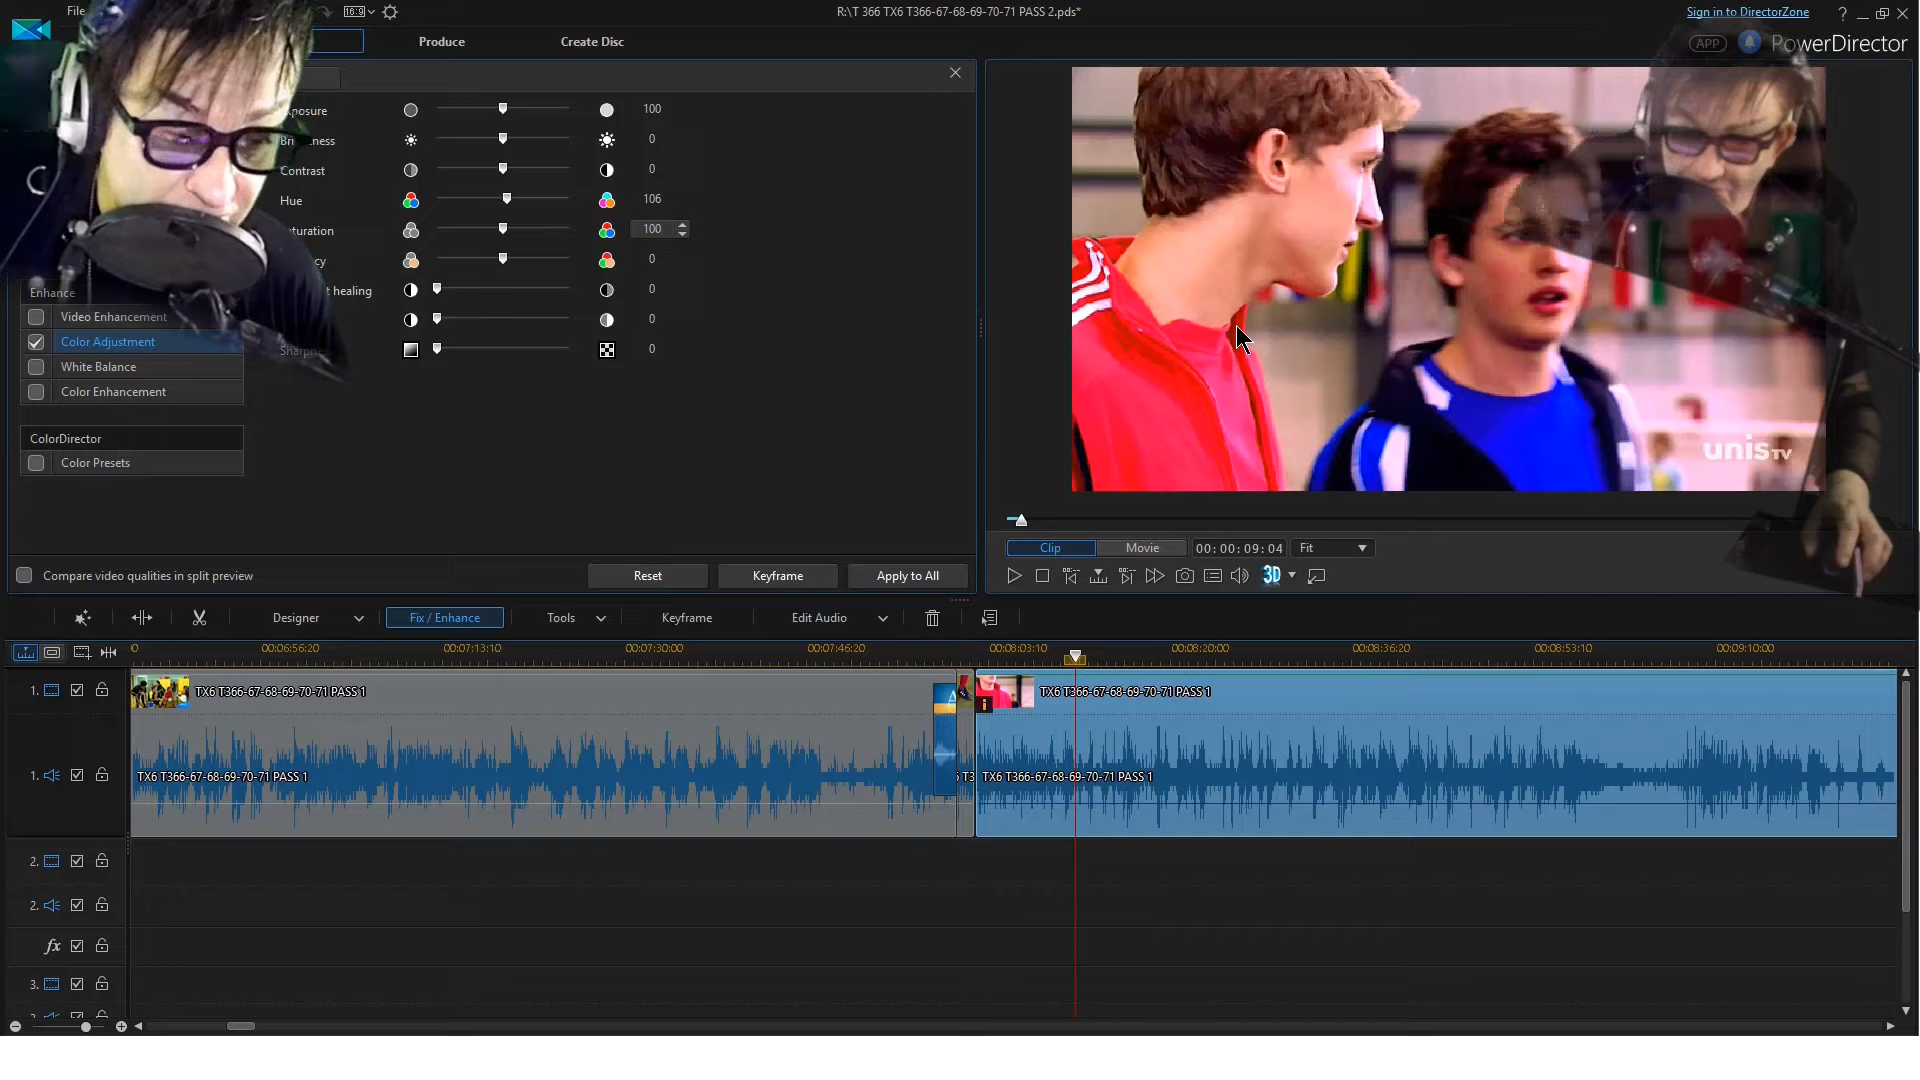 File
16:9
R:\T 366 TX6 T366-67-68-69-70-71 PASS 2.pds*
Sign in to DirectorZone
?
Produce
Create Disc
APP
PowerDirector
100
0
Contrast
0
Hue
106
100
0
healing
0
0
0
Enhance
Video Enhancement
Color Adjustment
White Balance
Color Enhancement
ColorDirector
Color Presets
unis TV
Compare video qualities in split preview
Reset
Keyframe
Apply to All
Clip
Movie
00:00:09:04
Fit
3D
Designer
Fix / Enhance
Tools
Keyframe
Edit Audio
00:06:56:20
00:07:13:10
00:07:30:00
00:07:46:20
00:08:03:10
00:08:20:00
00:08:36:20
00:08:53:10
00:09:10:00
1.
TX6 T366-67-68-69-70-71 PASS 1
TX6 T366-67-68-69-70-71 PASS 1
1.
TX6 T366-67-68-69-70-71 PASS 1
TX6 T366-67-68-69-70-71 PASS 1
2.
2.
fx
3.